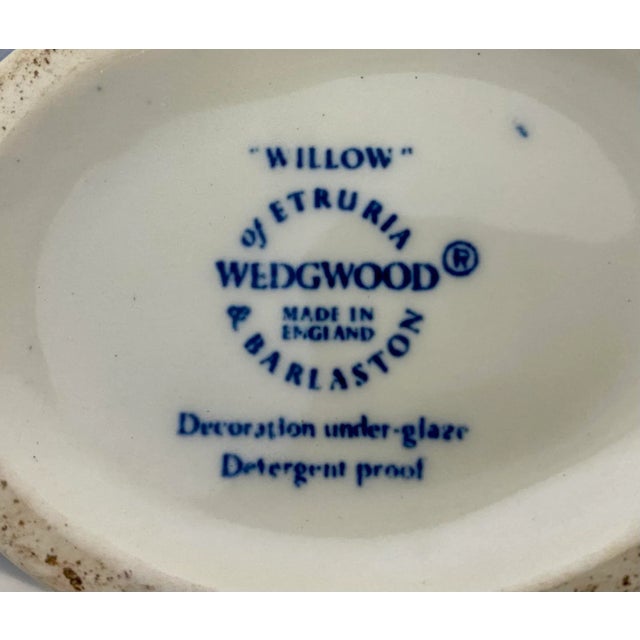 "WILLOW"
of ETRURIA
WEDGWOOD®
MADE IN
ENGLAND
& BARLASTON
Decoration under-glaze
Detergent proof